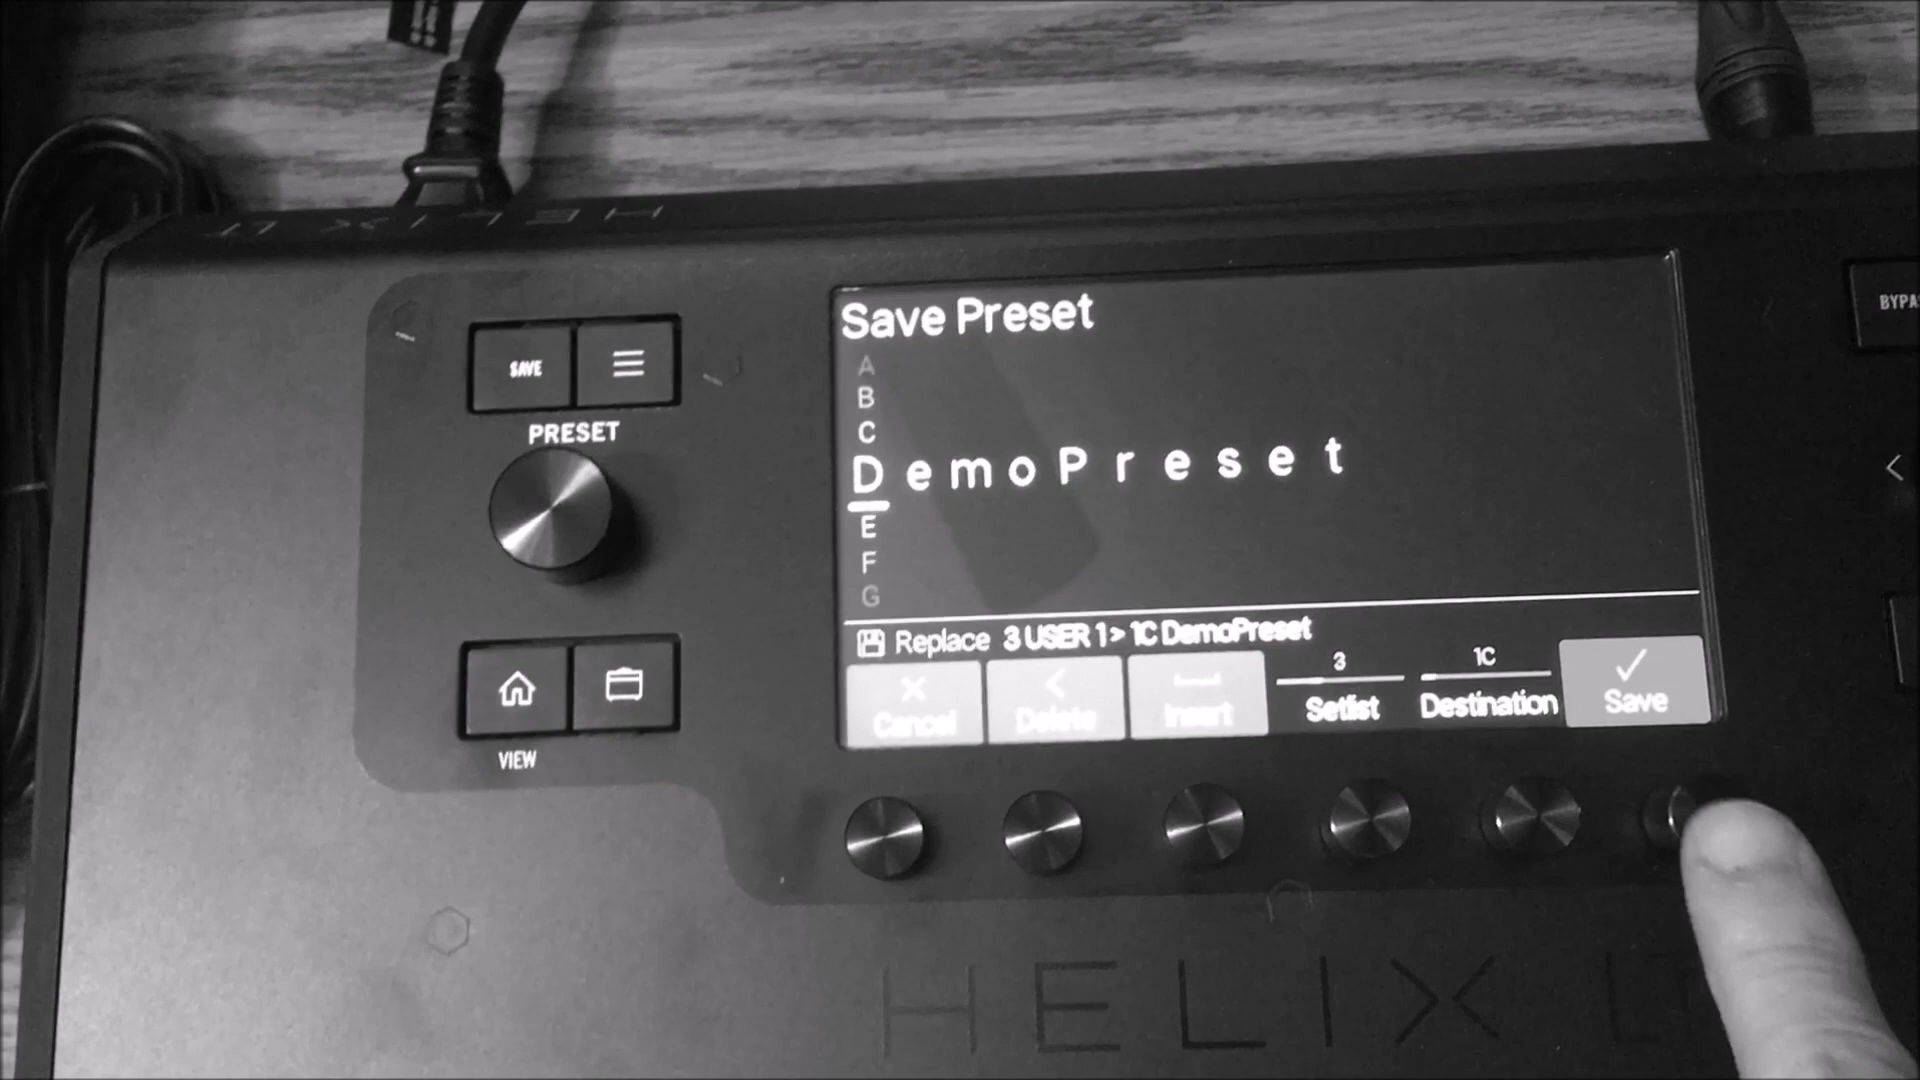 HELIX LT
SAVE
PRESET
VIEW
Save Preset
A
B
C
DemoPreset
E
F
G
Replace 3 USER 1 > 1C DemoPreset
Cancel
Delete
Insert
3
Setlist
1C
Destination
Save
<
HELIX